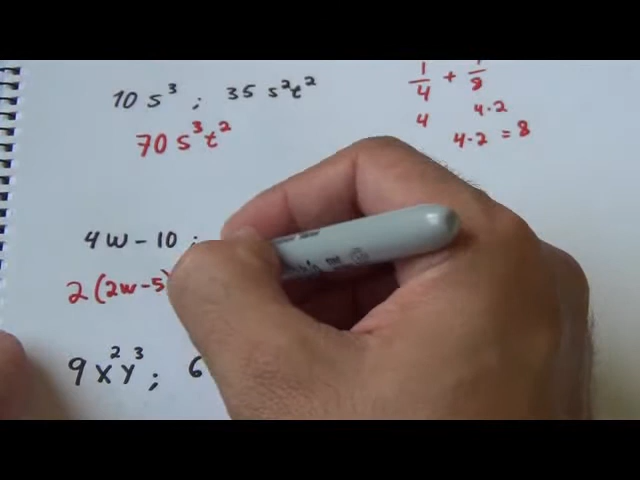 10 s³ ; 35 s²t²
70 s³t²
1/4 + 1/8
4 4·2
4·2 = 8
4w - 10 ;
2 (2w-5)
9x²y³ ; 6